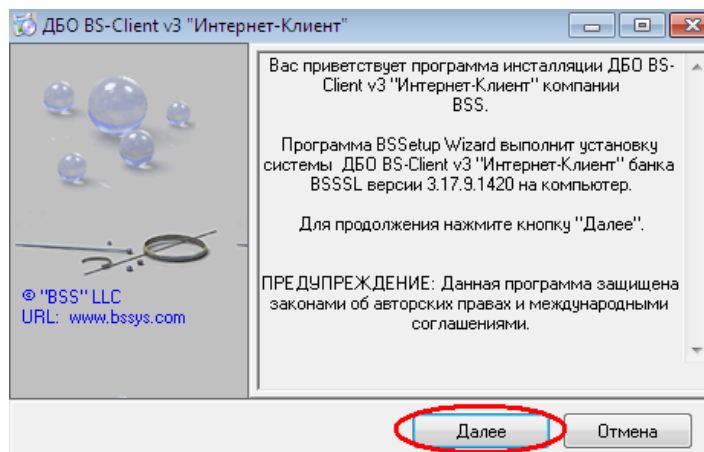 ДБО BS-Client v3 "Интернет-Клиент"
Вас приветствует программа инсталляции ДБО BS-
Client v3 "Интернет-Клиент" компании
BSS.
Программа BSSetup Wizard выполнит установку
системы ДБО BS-Client v3 "Интернет-Клиент" банка
BSSSL версии 3.17.9.1420 на компьютер.
Для продолжения нажмите кнопку "Далее".
ПРЕДУПРЕЖДЕНИЕ: Данная программа защищена
законами об авторских правах и международными
соглашениями.
© "BSS" LLC
URL: www.bssys.com
Далее
Отмена